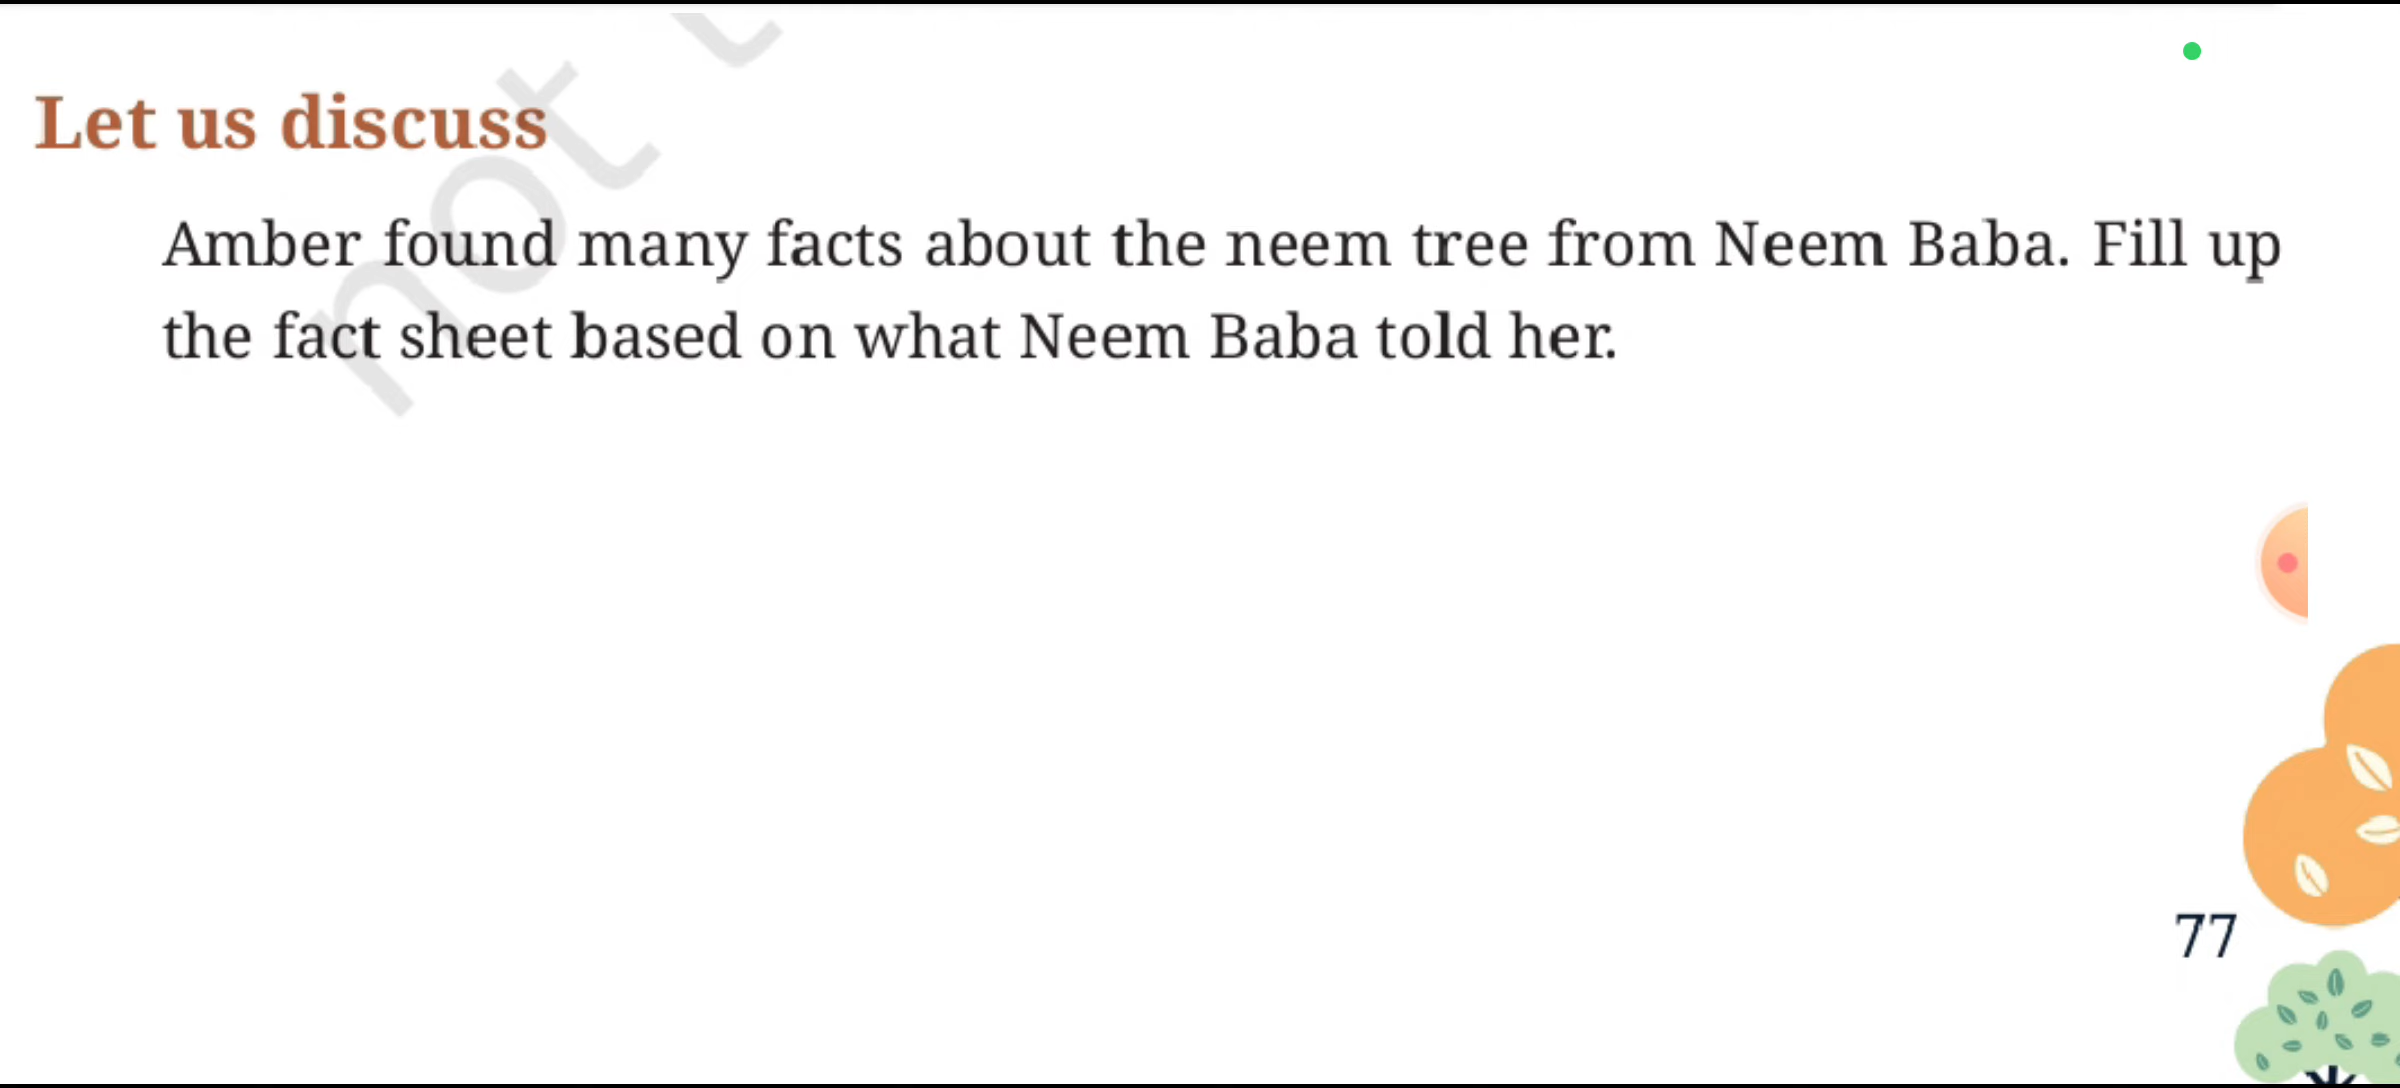 Let us discuss
Amber found many facts about the neem tree from Neem Baba. Fill up
the fact sheet based on what Neem Baba told her.
not
77